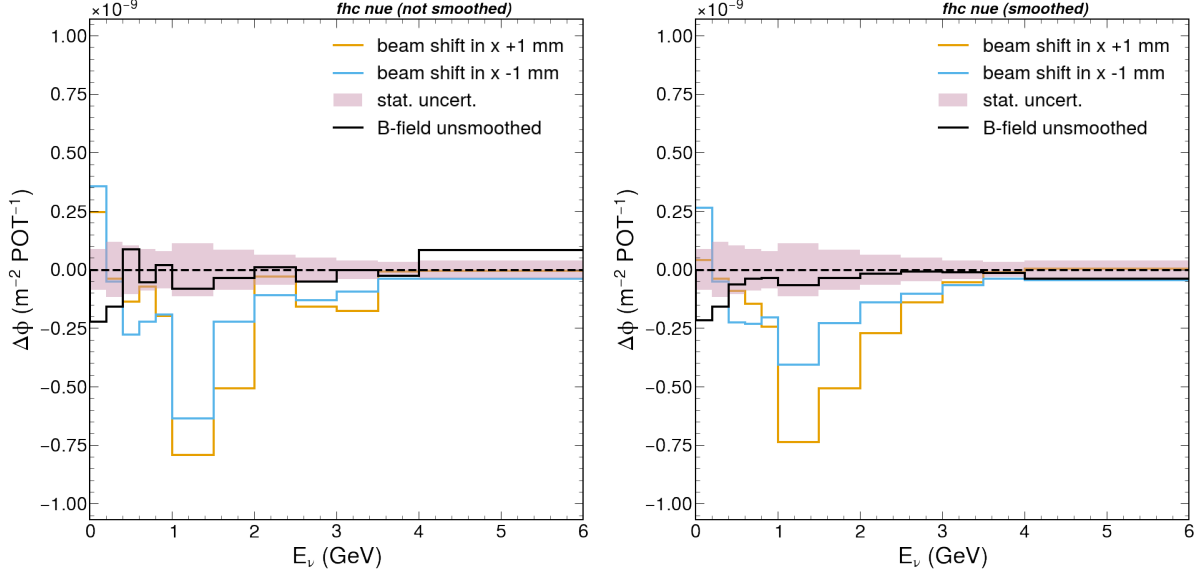 ×10⁻⁹
fhc nue (not smoothed)
beam shift in x +1 mm
beam shift in x -1 mm
stat. uncert.
B-field unsmoothed
1.00
0.75
0.50
0.25
0.00
−0.25
−0.50
−0.75
−1.00
Δϕ (m⁻² POT⁻¹)
0 1 2 3 4 5 6
Eᵥ (GeV)
×10⁻⁹
fhc nue (smoothed)
beam shift in x +1 mm
beam shift in x -1 mm
stat. uncert.
B-field unsmoothed
1.00
0.75
0.50
0.25
0.00
−0.25
−0.50
−0.75
−1.00
Δϕ (m⁻² POT⁻¹)
0 1 2 3 4 5 6
Eᵥ (GeV)